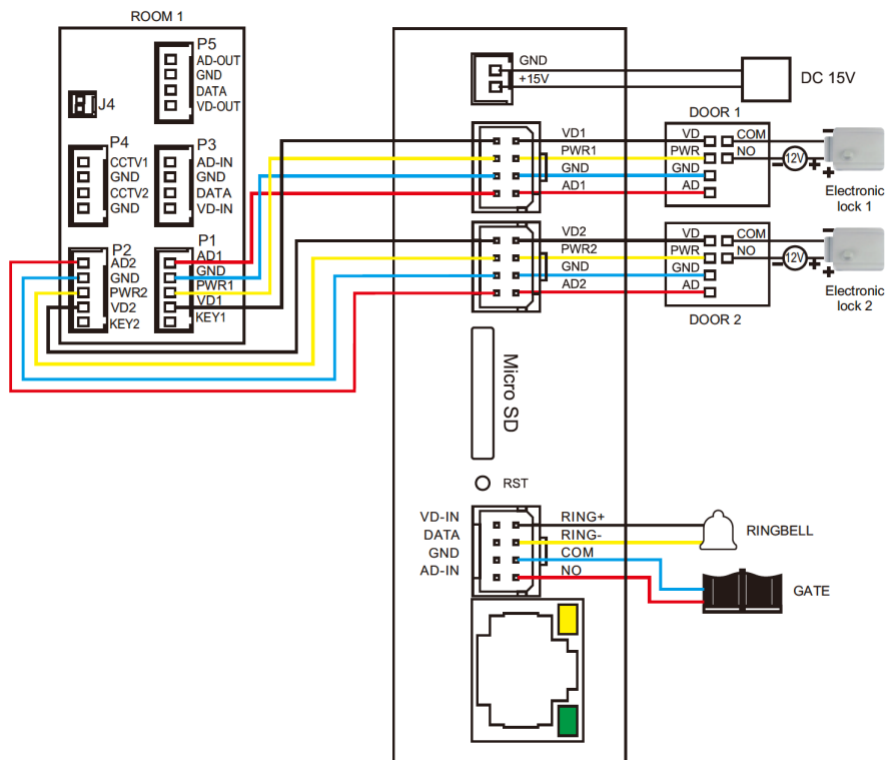 ROOM 1
P5
AD-OUT
GND
DATA
VD-OUT
J4
P4
CCTV1
GND
CCTV2
GND
P3
AD-IN
GND
DATA
VD-IN
P2
AD2
GND
PWR2
VD2
KEY2
P1
AD1
GND
PWR1
VD1
KEY1
GND
+15V
DC 15V
VD1
PWR1
GND
AD1
DOOR 1
VD COM
PWR NO
GND
AD
- 12V +
-
+
Electronic
lock 1
VD2
PWR2
GND
AD2
VD COM
PWR NO
GND
AD
DOOR 2
- 12V +
-
+
Electronic
lock 2
Micro SD
RST
VD-IN RING+
DATA RING-
GND COM
AD-IN NO
RINGBELL
GATE